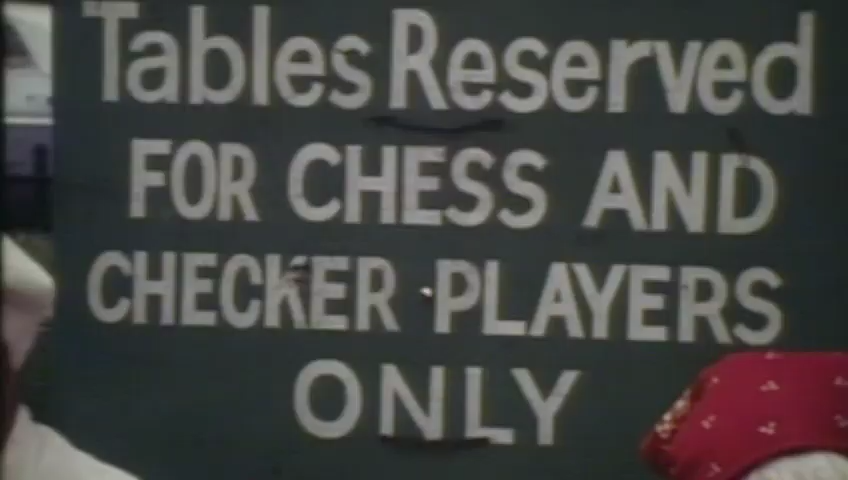 Tables Reserved
FOR CHESS AND
CHECKER PLAYERS
ONLY